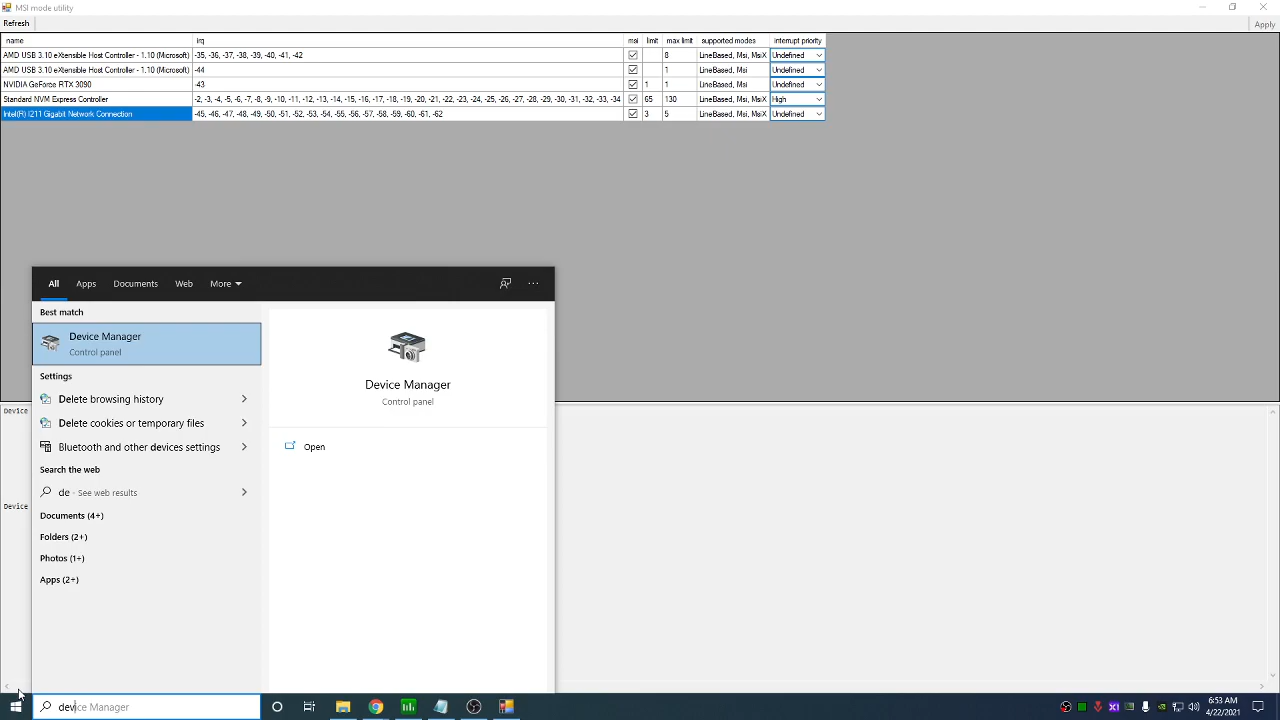 MSI mode utility
Refresh
Apply
name irq msi limit max limit supported modes interrupt priority
AMD USB 3.10 eXtensible Host Controller - 1.10 (Microsoft) -35, -36, -37, -38, -39, -40, -41, -42 8 LineBased, Msi, MsiX Undefined
AMD USB 3.10 eXtensible Host Controller - 1.10 (Microsoft) -44 1 LineBased, Msi Undefined
NVIDIA GeForce RTX 3090 -43 1 1 LineBased, Msi Undefined
Standard NVM Express Controller -2, -3, -4, -5, -6, -7, -8, -9, -10, -11, -12, -13, -14, -15, -16, -17, -18, -19, -20, -21, -22, -23, -24, -25, -26, -27, -28, -29, -30, -31, -32, -33, -34 65 130 LineBased, Msi, MsiX High
Intel(R) I211 Gigabit Network Connection -45, -46, -47, -48, -49, -50, -51, -52, -53, -54, -55, -56, -57, -58, -59, -60, -61, -62 3 5 LineBased, Msi, MsiX Undefined
All Apps Documents Web More
Best match
Device Manager
Control panel
Settings
Delete browsing history
Delete cookies or temporary files
Bluetooth and other devices settings
Search the web
de - See web results
Documents (4+)
Folders (2+)
Photos (1+)
Apps (2+)
Device Manager
Control panel
Open
Device
Device
device Manager
6:53 AM
4/22/2021